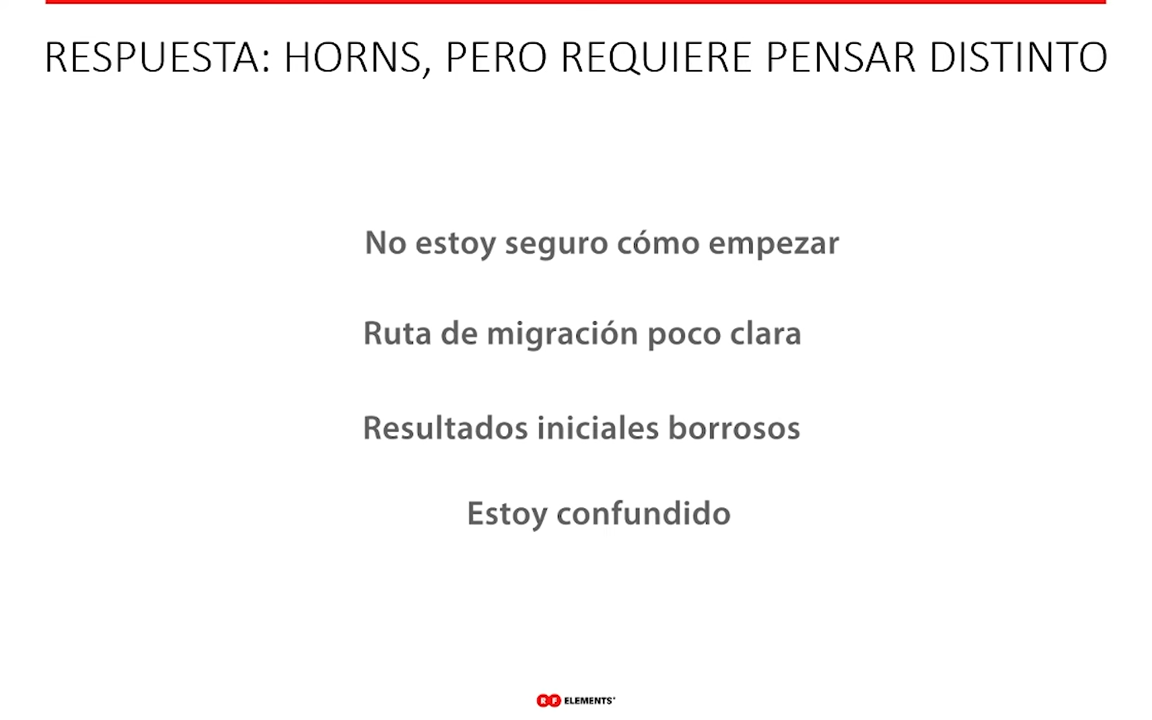 RESPUESTA: HORNS, PERO REQUIERE PENSAR DISTINTO
No estoy seguro cómo empezar
Ruta de migración poco clara
Resultados iniciales borrosos
Estoy confundido
RF ELEMENTS